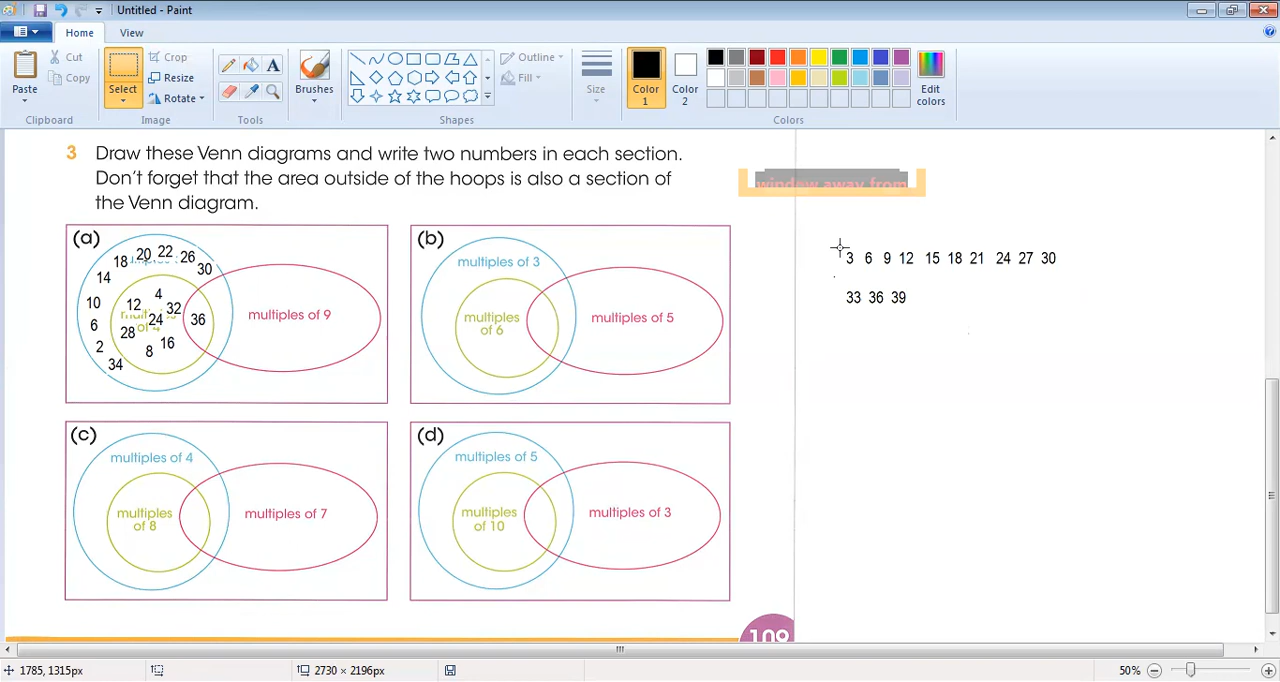 Untitled - Paint
Home View
Cut
Copy
Paste
Clipboard
Select
Crop
Resize
Rotate
Image
A
Tools
Brushes
Outline
Fill
Shapes
Size
Color 1
Color 2
Edit colors
Colors
3 Draw these Venn diagrams and write two numbers in each section.
Don't forget that the area outside of the hoops is also a section of
the Venn diagram.
window away from
(a)
18 20 22 26 30
14
10
6
2
34
4
12 32
24
28
8 16
36
multiples of 9
(b)
multiples of 3
multiples
of 6
multiples of 5
(c)
multiples of 4
multiples
of 8
multiples of 7
(d)
multiples of 5
multiples
of 10
multiples of 3
3 6 9 12 15 18 21 24 27 30
33 36 39
109
1785, 1315px
2730 × 2196px
50%